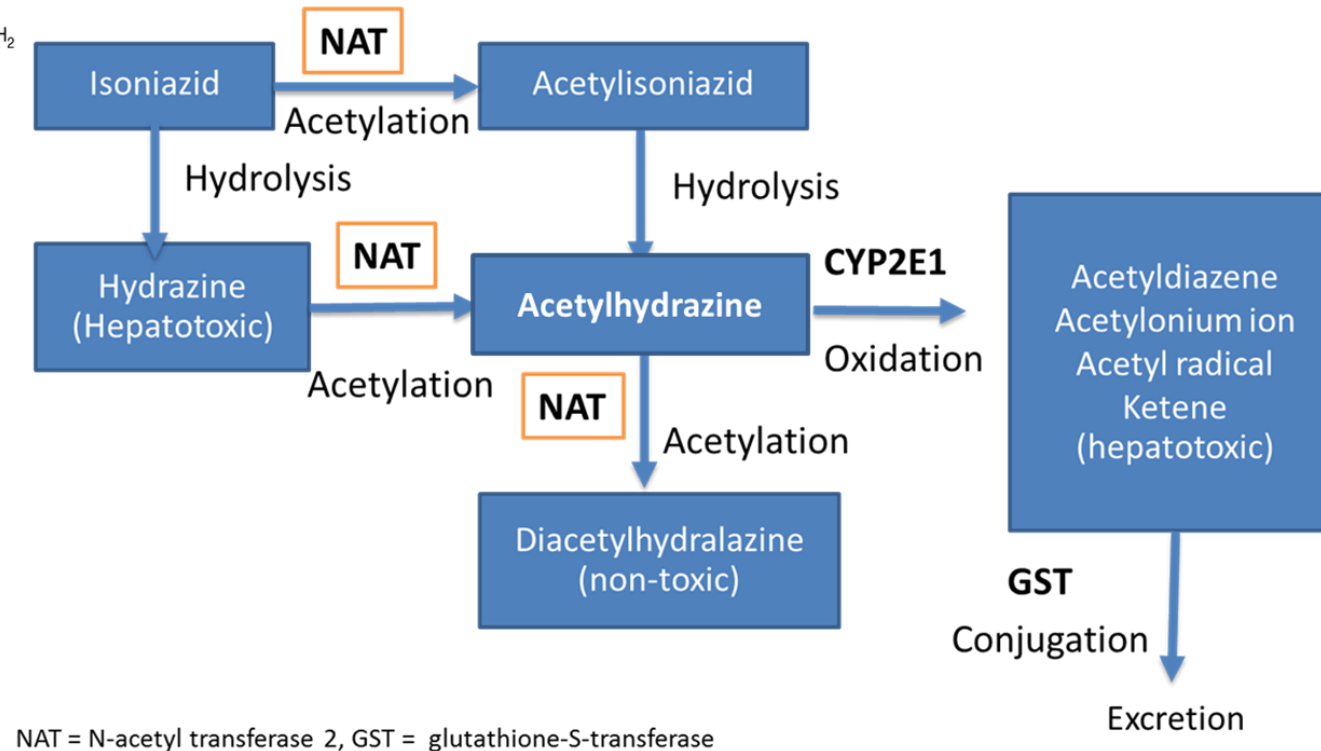 H₂
NAT
Isoniazid
Acetylisoniazid
Acetylation
Hydrolysis
Hydrolysis
NAT
Hydrazine
(Hepatotoxic)
Acetylation
Acetylhydrazine
CYP2E1
Oxidation
Acetyldiazene
Acetylonium ion
Acetyl radical
Ketene
(hepatotoxic)
NAT
Acetylation
Diacetylhydralazine
(non-toxic)
GST
Conjugation
Excretion
NAT = N-acetyl transferase 2, GST = glutathione-S-transferase